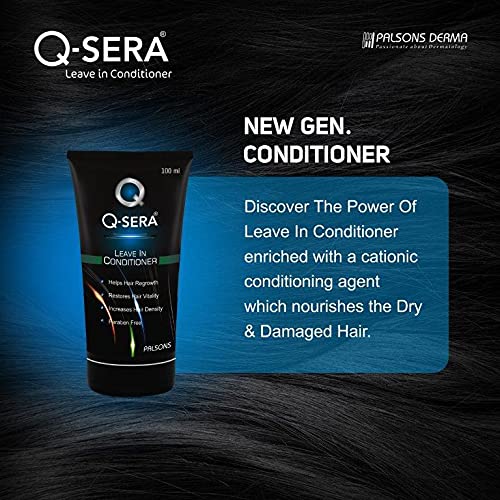 Q-SERA®
Leave in Conditioner
PALSONS DERMA
Passionate about Dermatology
NEW GEN.
CONDITIONER
Discover The Power Of
Leave In Conditioner
enriched with a cationic
conditioning agent
which nourishes the Dry
& Damaged Hair.
100 ml
Q
Q-SERA®
LEAVE IN
CONDITIONER
Helps Hair Regrowth
Restores Hair Vitality
Increases Hair Density
Paraben Free
PALSONS